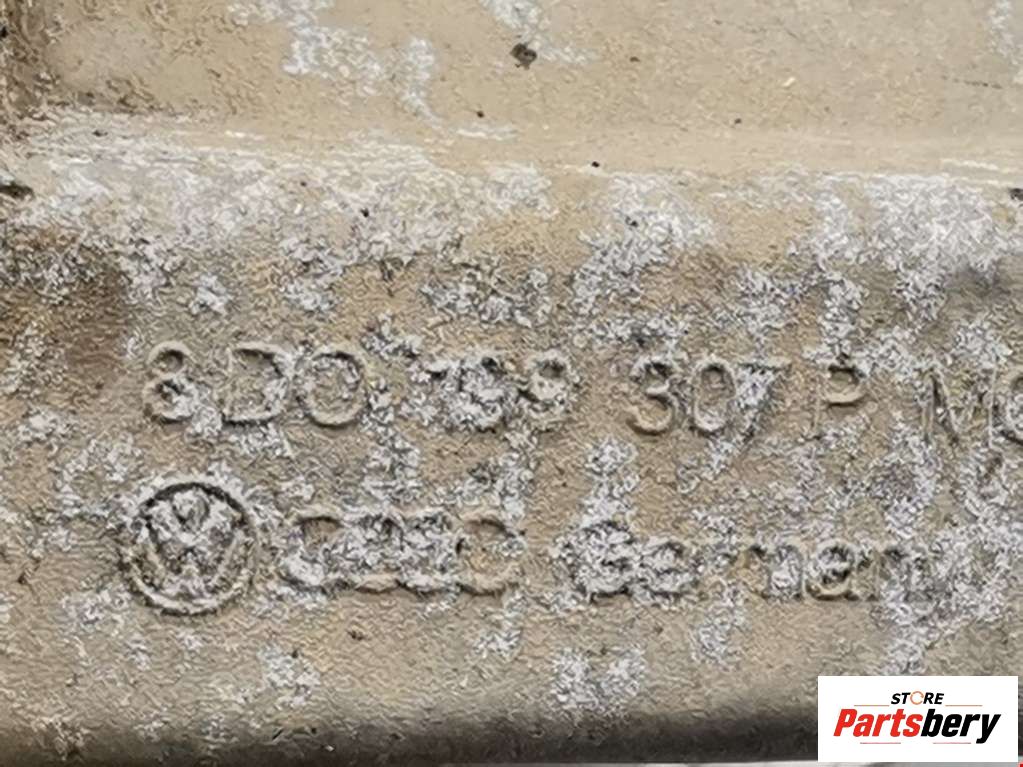 8D0 199 307 P
Germany
STORE
Partsbery